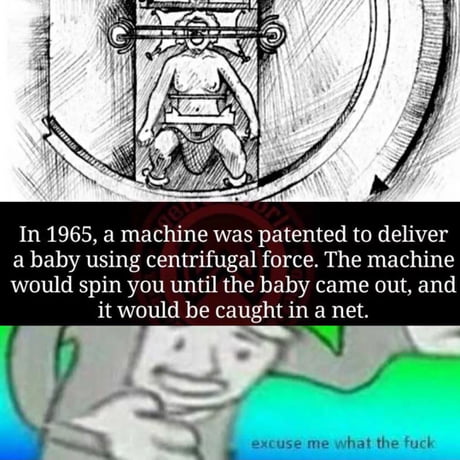 In 1965, a machine was patented to deliver
a baby using centrifugal force. The machine
would spin you until the baby came out, and
it would be caught in a net.
excuse me what the fuck